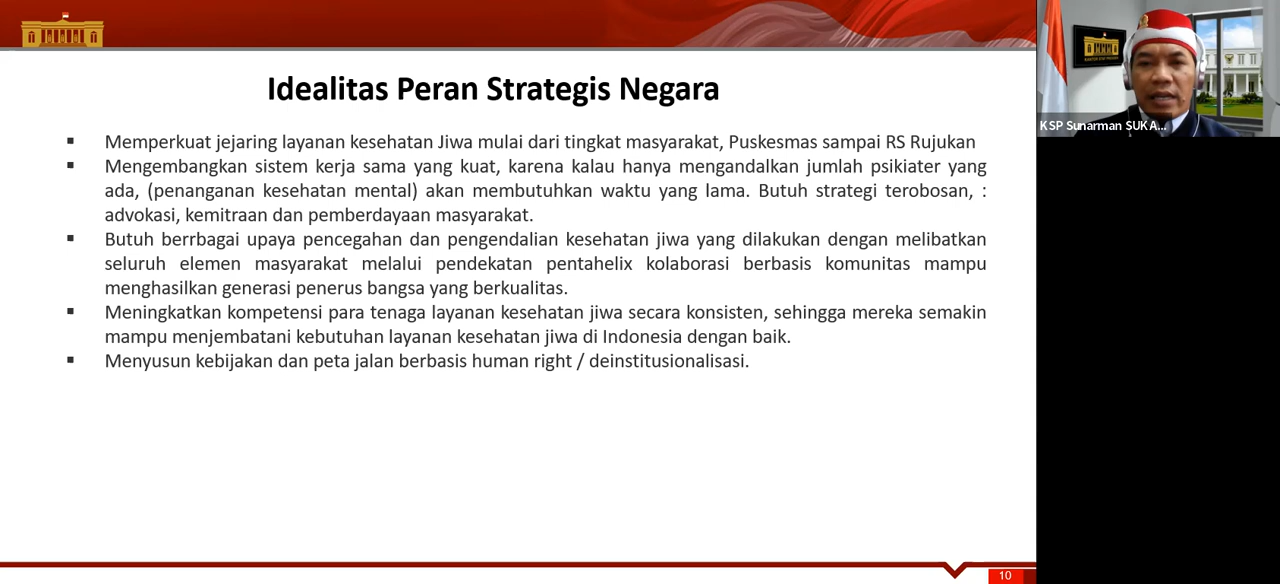 Idealitas Peran Strategis Negara
▪ Memperkuat jejaring layanan kesehatan Jiwa mulai dari tingkat masyarakat, Puskesmas sampai RS Rujukan
▪ Mengembangkan sistem kerja sama yang kuat, karena kalau hanya mengandalkan jumlah psikiater yang
ada, (penanganan kesehatan mental) akan membutuhkan waktu yang lama. Butuh strategi terobosan, :
advokasi, kemitraan dan pemberdayaan masyarakat.
▪ Butuh berrbagai upaya pencegahan dan pengendalian kesehatan jiwa yang dilakukan dengan melibatkan
seluruh elemen masyarakat melalui pendekatan pentahelix kolaborasi berbasis komunitas mampu
menghasilkan generasi penerus bangsa yang berkualitas.
▪ Meningkatkan kompetensi para tenaga layanan kesehatan jiwa secara konsisten, sehingga mereka semakin
mampu menjembatani kebutuhan layanan kesehatan jiwa di Indonesia dengan baik.
▪ Menyusun kebijakan dan peta jalan berbasis human right / deinstitusionalisasi.
10
KSP Sunarman SUKA...